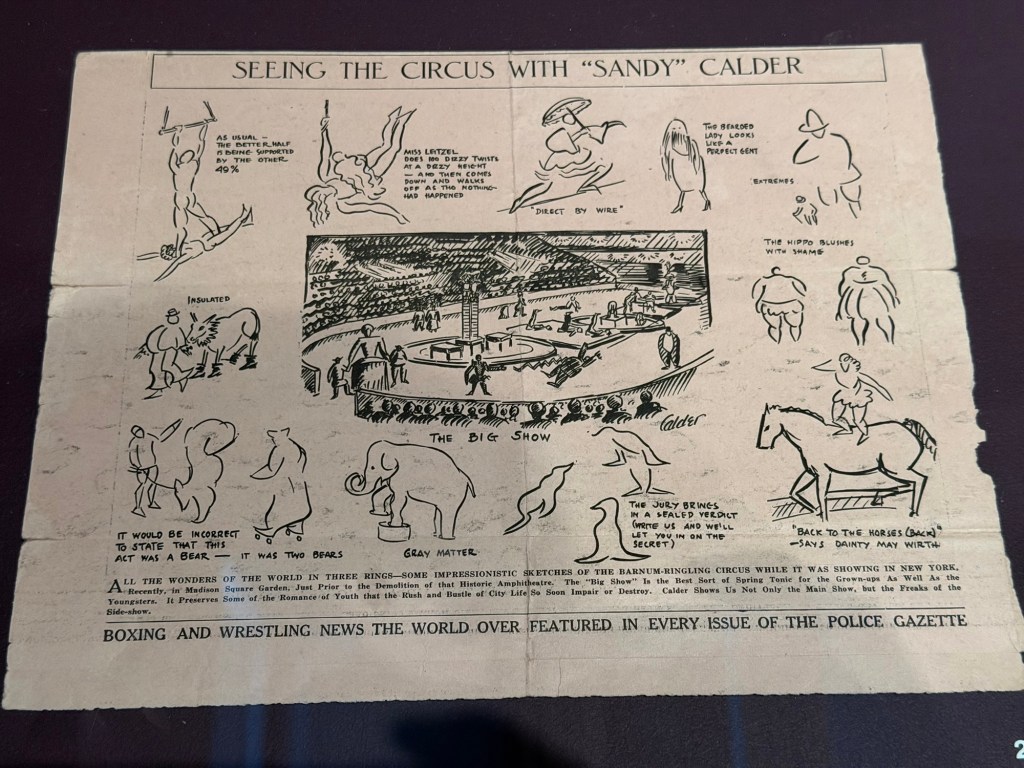 SEEING THE CIRCUS WITH “SANDY” CALDER
AS USUAL —
THE BETTER HALF
IS BEING SUPPORTED
BY THE OTHER
49%
MISS LEITZEL
DOES 100 DIZZY TWISTS
AT A DIZZY HEIGHT
— AND THEN COMES
DOWN AND WALKS
OFF AS THO NOTHING
HAD HAPPENED
"DIRECT BY WIRE"
THE BEARDED
LADY LOOKS
LIKE A
PERFECT GENT
"EXTREMES
THE HIPPO BLUSHES
WITH SHAME
INSULATED
Calder
THE BIG SHOW
IT WOULD BE INCORRECT
TO STATE THAT THIS
ACT WAS A BEAR — IT WAS TWO BEARS
GRAY MATTER
THE JURY BRINGS
IN A SEALED VERDICT
(WRITE US AND WE'LL
LET YOU IN ON THE
SECRET)
"BACK TO THE HORSES (BACK)"
—SAYS DAINTY MAY WIRTH
ALL THE WONDERS OF THE WORLD IN THREE RINGS—SOME IMPRESSIONISTIC SKETCHES OF THE BARNUM-RINGLING CIRCUS WHILE IT WAS SHOWING IN NEW YORK,
Recently, in Madison Square Garden, Just Prior to the Demolition of that Historic Amphitheatre. The "Big Show" Is the Best Sort of Spring Tonic for the Grown-ups As Well As the
Youngsters. It Preserves Some of the Romance of Youth that the Rush and Bustle of City Life So Soon Impair or Destroy. Calder Shows Us Not Only the Main Show, but the Freaks of the
Side-show.
BOXING AND WRESTLING NEWS THE WORLD OVER FEATURED IN EVERY ISSUE OF THE POLICE GAZETTE
2